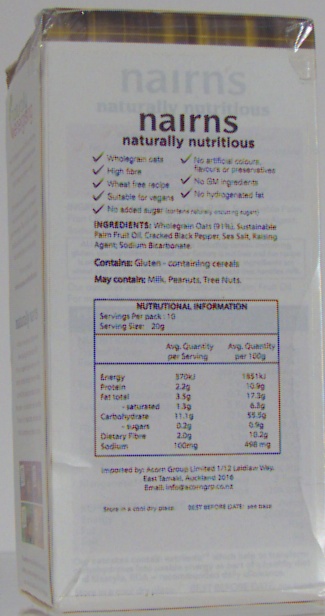 nairn's
naturally nutritious
nairns
naturally nutritious
✓ Wholegrain oats ✓ No artificial colours,
flavours or preservatives
✓ High fibre
✓ Wheat free recipe ✓ No GM ingredients
✓ Suitable for vegans ✓ No hydrogenated fat
✓ No added sugar (contains naturally occurring sugars)
INGREDIENTS: Wholegrain Oats (91%), Sustainable
Palm Fruit Oil, Cracked Black Pepper, Sea Salt, Raising
Agent: Sodium Bicarbonate.
Contains: Gluten - containing cereals
May contain: Milk, Peanuts, Tree Nuts.
NUTRUTIONAL INFORMATION
Servings Per pack: 10
Serving Size: 20g
Avg. Quantity Avg. Quantity
per Serving per 100g
Energy 370kJ 1851kJ
Protein 2.2g 10.9g
Fat total 3.5g 17.3g
- saturated 1.3g 6.3g
Carbohydrate 11.1g 55.5g
- sugars 0.2g 0.9g
Dietary Fibre 2.0g 10.2g
Sodium 100mg 498 mg
Imported by: Acorn Group Limited 1/12 Laidlaw Way,
East Tamaki, Auckland 2016
Email: info@acorngrp.co.nz
Store in a cool dry place. BEST BEFORE DATE: see base